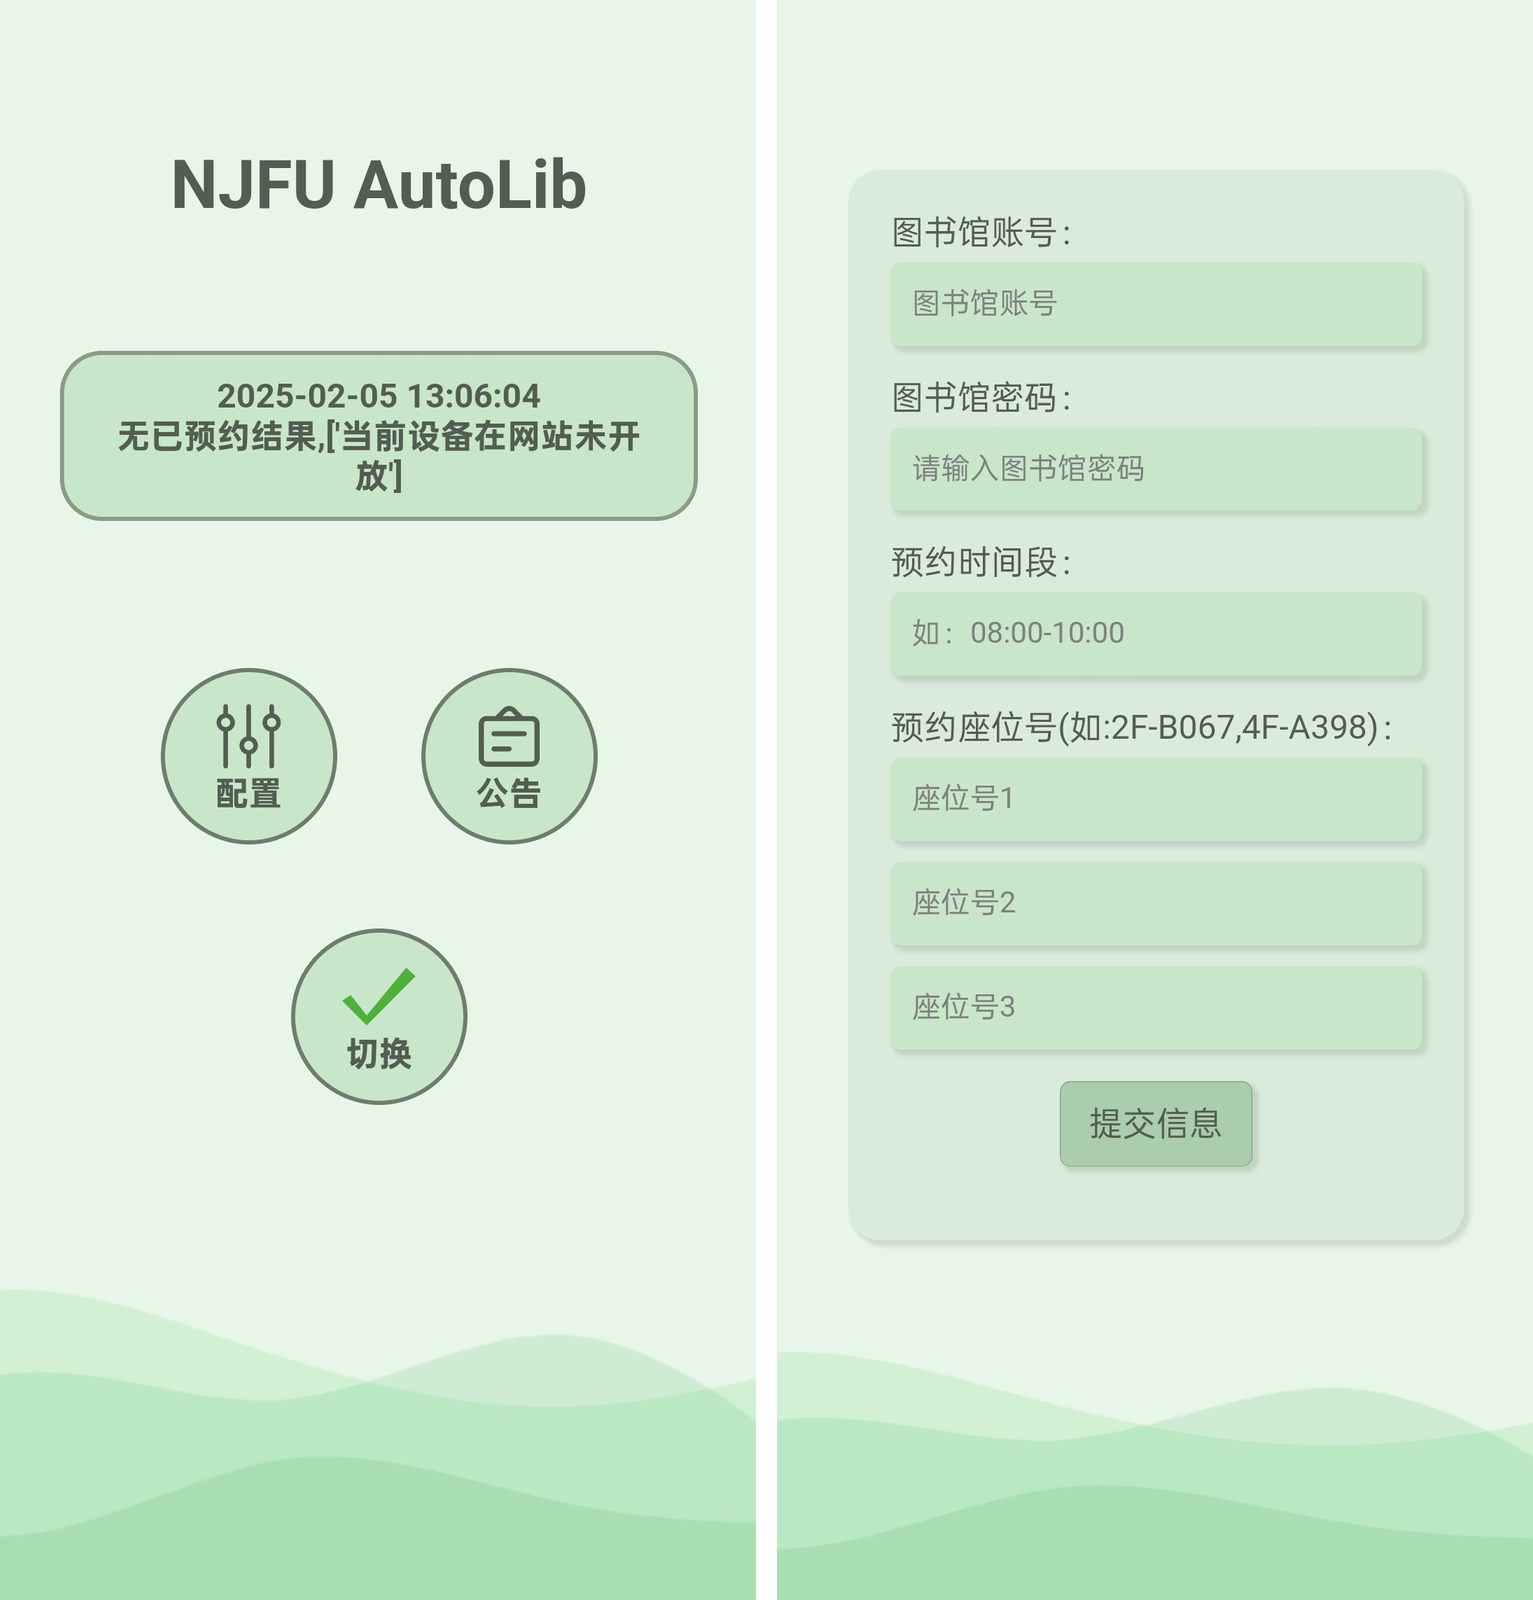 NJFU AutoLib
2025-02-05 13:06:04
无已预约结果,['当前设备在网站未开
放']
配置
公告
切换
图书馆账号：
图书馆账号
图书馆密码：
请输入图书馆密码
预约时间段：
如：08:00-10:00
预约座位号(如:2F-B067,4F-A398)：
座位号1
座位号2
座位号3
提交信息